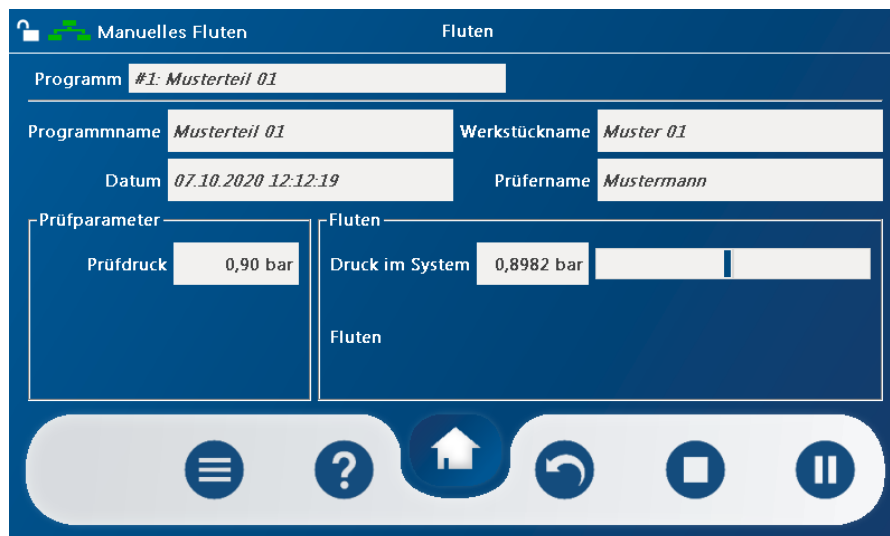 Manuelles Fluten Fluten
Programm #1: Musterteil 01
Programmname Musterteil 01 Werkstückname Muster 01
Datum 07.10.2020 12:12:19 Prüfername Mustermann
Prüfparameter Fluten
Prüfdruck 0,90 bar Druck im System 0,8982 bar
Fluten
?